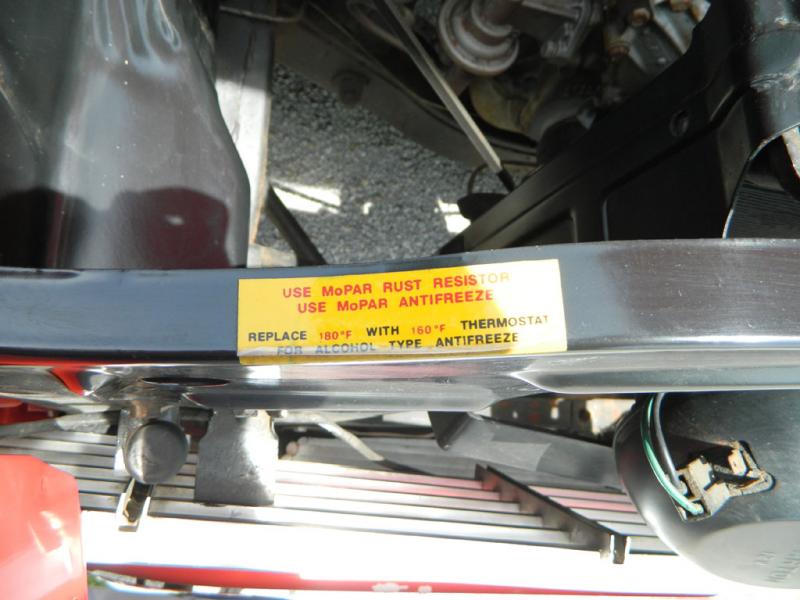 USE MoPAR RUST RESISTOR
USE MoPAR ANTIFREEZE
REPLACE 180°F WITH 160°F THERMOSTAT
FOR ALCOHOL TYPE ANTIFREEZE